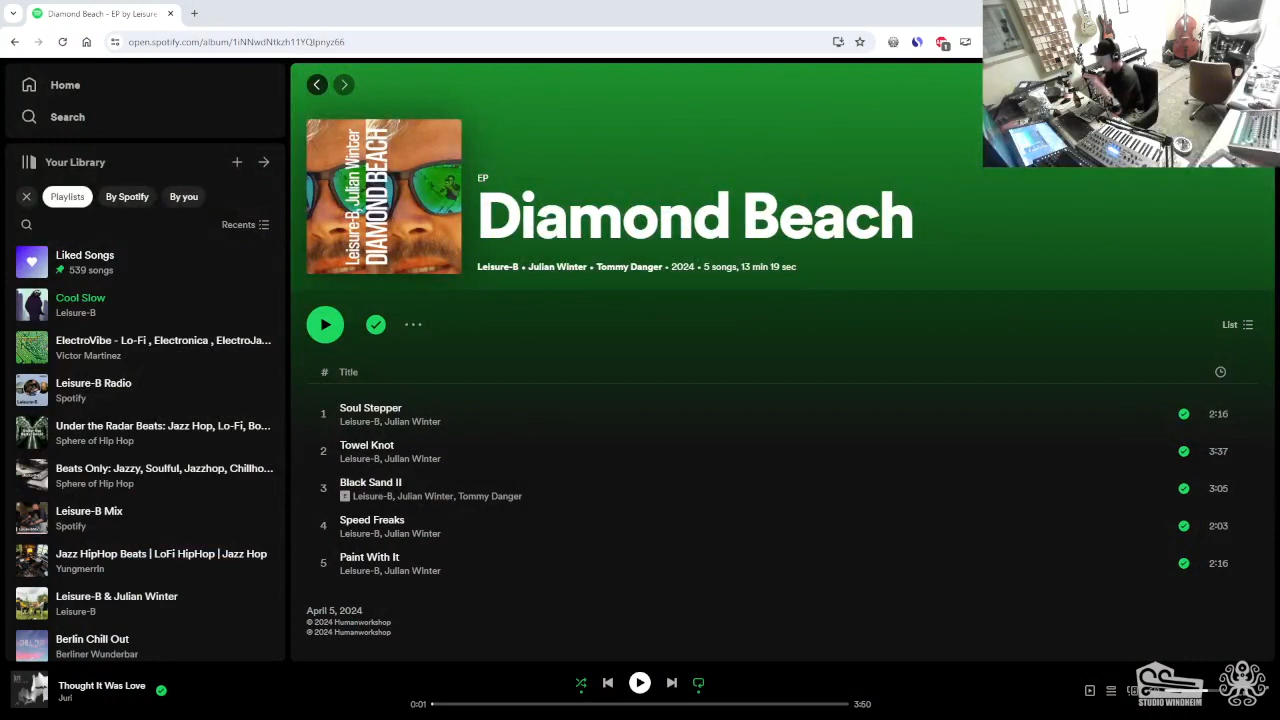 Diamond Beach - EP by Leisure
open.spotify.com/album/1iNNwdNtkzh11YQIpnyz66
Home
Search
Your Library
Playlists
By Spotify
By you
Recents
Liked Songs
539 songs
Cool Slow
Leisure-B
ElectroVibe - Lo-Fi , Electronica , ElectroJa...
Victor Martinez
Leisure-B Radio
Spotify
Under the Radar Beats: Jazz Hop, Lo-Fi, Bo...
Sphere of Hip Hop
Beats Only: Jazzy, Soulful, Jazzhop, Chillho...
Sphere of Hip Hop
Leisure-B Mix
Spotify
Jazz HipHop Beats | LoFi HipHop | Jazz Hop
Yungmerrin
Leisure-B & Julian Winter
Leisure-B
Berlin Chill Out
Berliner Wunderbar
Leisure-B, Julian Winter
DIAMOND BEACH
EP
Diamond Beach
Leisure-B • Julian Winter • Tommy Danger • 2024 • 5 songs, 13 min 19 sec
List
# Title
1 Soul Stepper 2:16
Leisure-B, Julian Winter
2 Towel Knot 3:37
Leisure-B, Julian Winter
3 Black Sand II 3:05
E Leisure-B, Julian Winter, Tommy Danger
4 Speed Freaks 2:03
Leisure-B, Julian Winter
5 Paint With It 2:16
Leisure-B, Julian Winter
April 5, 2024
© 2024 Humanworkshop
℗ 2024 Humanworkshop
Thought It Was Love
Juri
0:01
3:50
STUDIO WINDHEIM